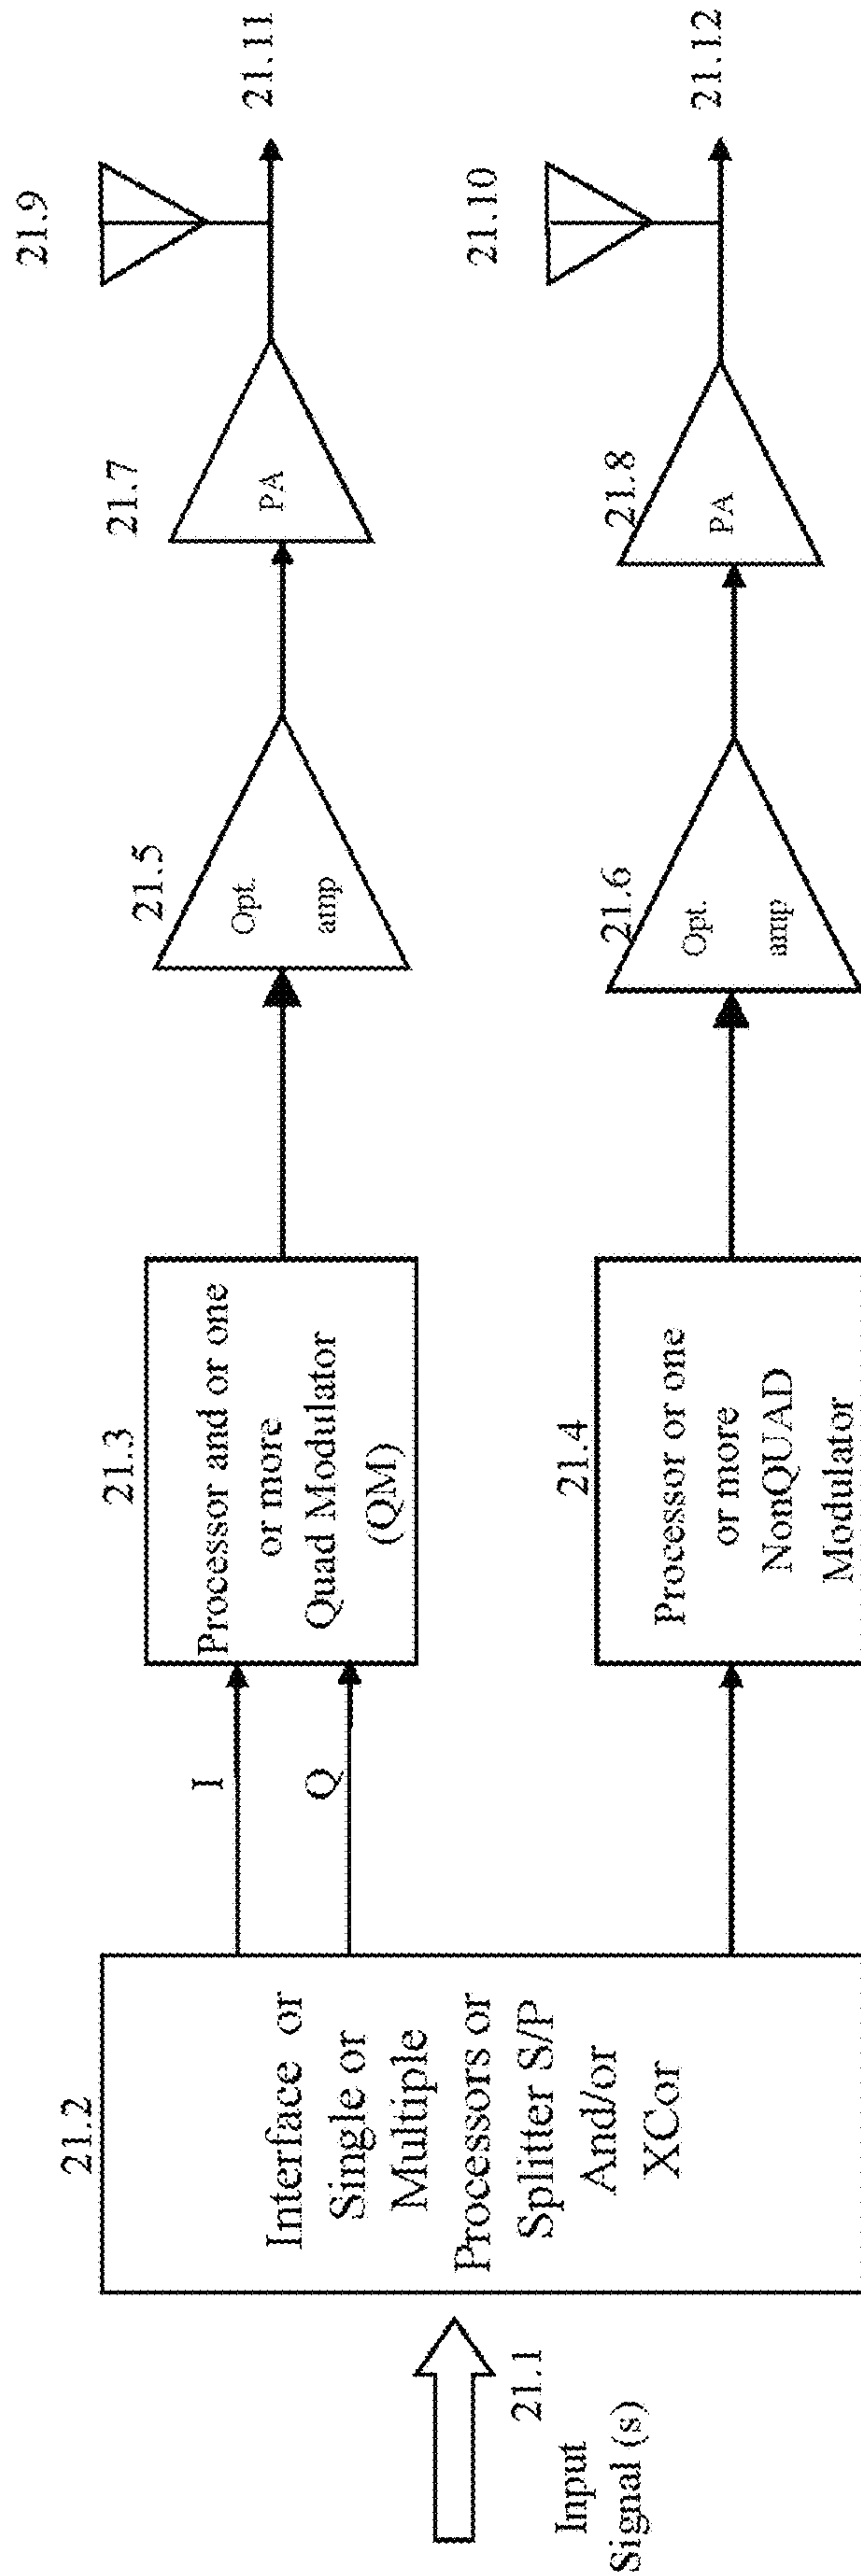 21.1
Input
Signal (s)
21.2
Interface or
Single or
Multiple
Processors or
Splitter S/P
And/or
XCor
I
Q
21.3
Processor and or one
or more
Quad Modulator
(QM)
21.5
Opt.
amp
21.7
PA
21.9
21.11
21.4
Processor or one
or more
NonQUAD
Modulator
21.6
Opt.
amp
21.8
PA
21.10
21.12